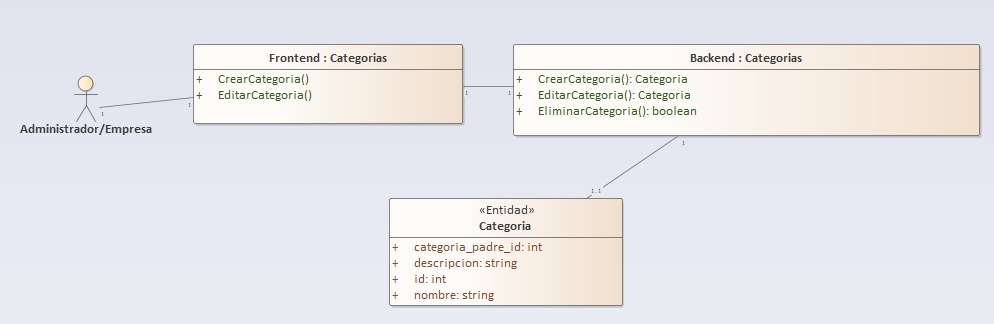 Administrador/Empresa
1
1
Frontend : Categorias
+ CrearCategoria()
+ EditarCategoria()
1
1
Backend : Categorias
+ CrearCategoria(): Categoria
+ EditarCategoria(): Categoria
+ EliminarCategoria(): boolean
1
1..1
«Entidad»
Categoria
+ categoria_padre_id: int
+ descripcion: string
+ id: int
+ nombre: string